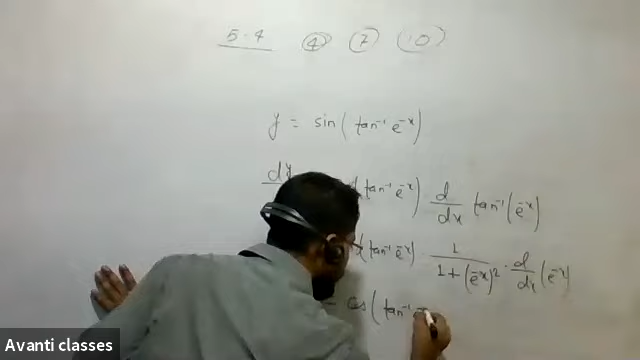 5.4 ④ ⑦ (10)
y = sin(tan⁻¹ e⁻ˣ)
dy tan⁻¹ e⁻ˣ) d/dx tan⁻¹(e⁻ˣ)
(tan⁻¹ e⁻ˣ) 1/(1+(e⁻ˣ)²) · d/dx (e⁻ˣ)
= cos(tan⁻¹
Avanti classes